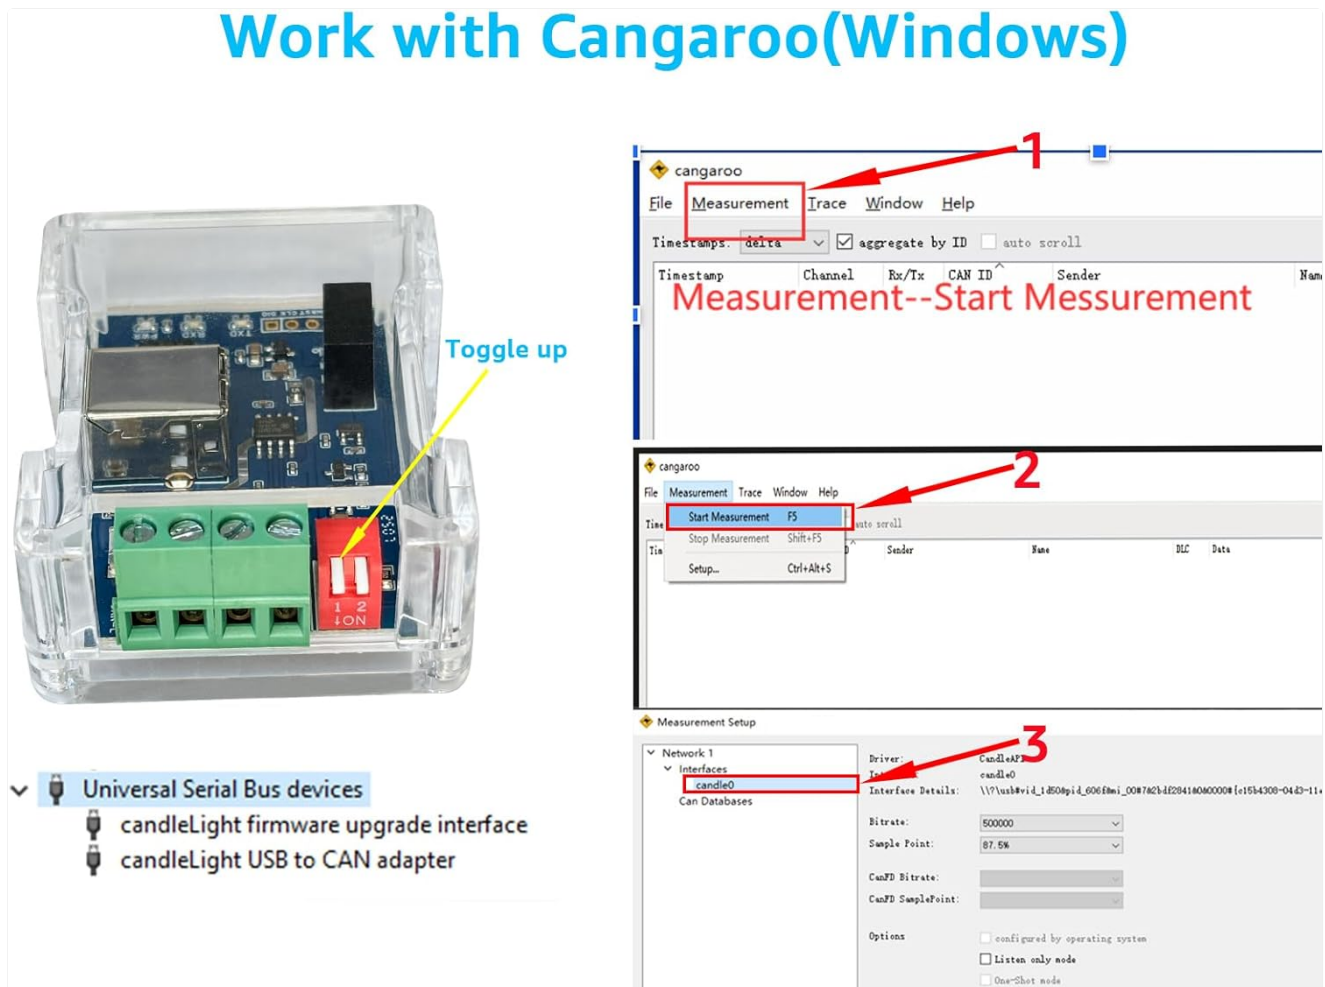 Work with Cangaroo(Windows)
1
cangaroo
File Measurement Trace Window Help
Timestamps: delta aggregate by ID auto scroll
Timestamp Channel Rx/Tx CAN ID Sender
Measurement--Start Messurement
Toggle up
PWR RXD TXD
1 2
↓ON
2
cangaroo
File Measurement Trace Window Help
Start Measurement F5
auto scroll
Stop Measurement Shift+F5
Sender Name DLC Data
Setup... Ctrl+Alt+S
Measurement Setup
3
Network 1
Interfaces
candle0
Can Databases
Driver: CandleAPI
candle0
Interface Details:
Bitrate: 500000
Sample Point: 87.5%
CanFD Bitrate:
CanFD SamplePoint:
Options configured by operating system
Listen only mode
One-Shot mode
Universal Serial Bus devices
candleLight firmware upgrade interface
candleLight USB to CAN adapter